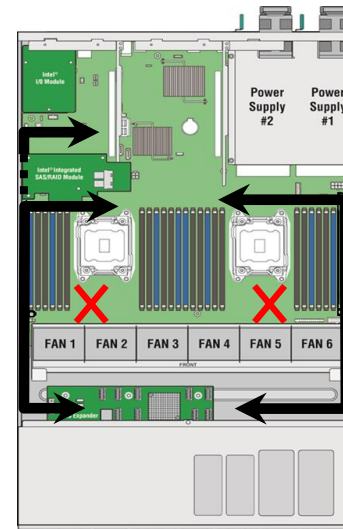 Intel®
I/O Module
Power
Supply
#2
Power
Supply
#1
Intel® Integrated
SAS/RAID Module
FAN 1
FAN 2
FAN 3
FAN 4
FAN 5
FAN 6
FRONT
Expander